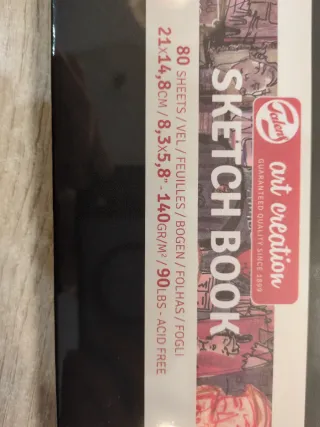 Talens
art creation
GUARANTEED QUALITY SINCE 1899
SKETCH BOOK
80 SHEETS / VEL / FEUILLES / BOGEN / FOLHAS / FOGLI
21x14,8CM / 8,3x5,8" - 140GR/M² / 90LBS - ACID FREE